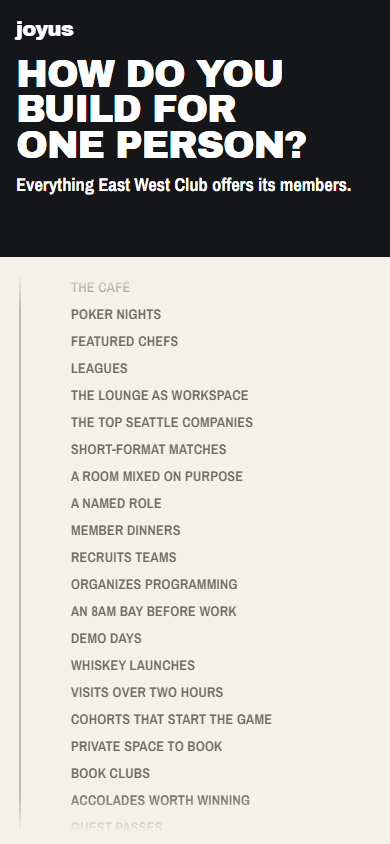 joyus
HOW DO YOU
BUILD FOR
ONE PERSON?
Everything East West Club offers its members.
THE CAFÉ
POKER NIGHTS
FEATURED CHEFS
LEAGUES
THE LOUNGE AS WORKSPACE
THE TOP SEATTLE COMPANIES
SHORT-FORMAT MATCHES
A ROOM MIXED ON PURPOSE
A NAMED ROLE
MEMBER DINNERS
RECRUITS TEAMS
ORGANIZES PROGRAMMING
AN 8AM BAY BEFORE WORK
DEMO DAYS
WHISKEY LAUNCHES
VISITS OVER TWO HOURS
COHORTS THAT START THE GAME
PRIVATE SPACE TO BOOK
BOOK CLUBS
ACCOLADES WORTH WINNING
GUEST PASSES